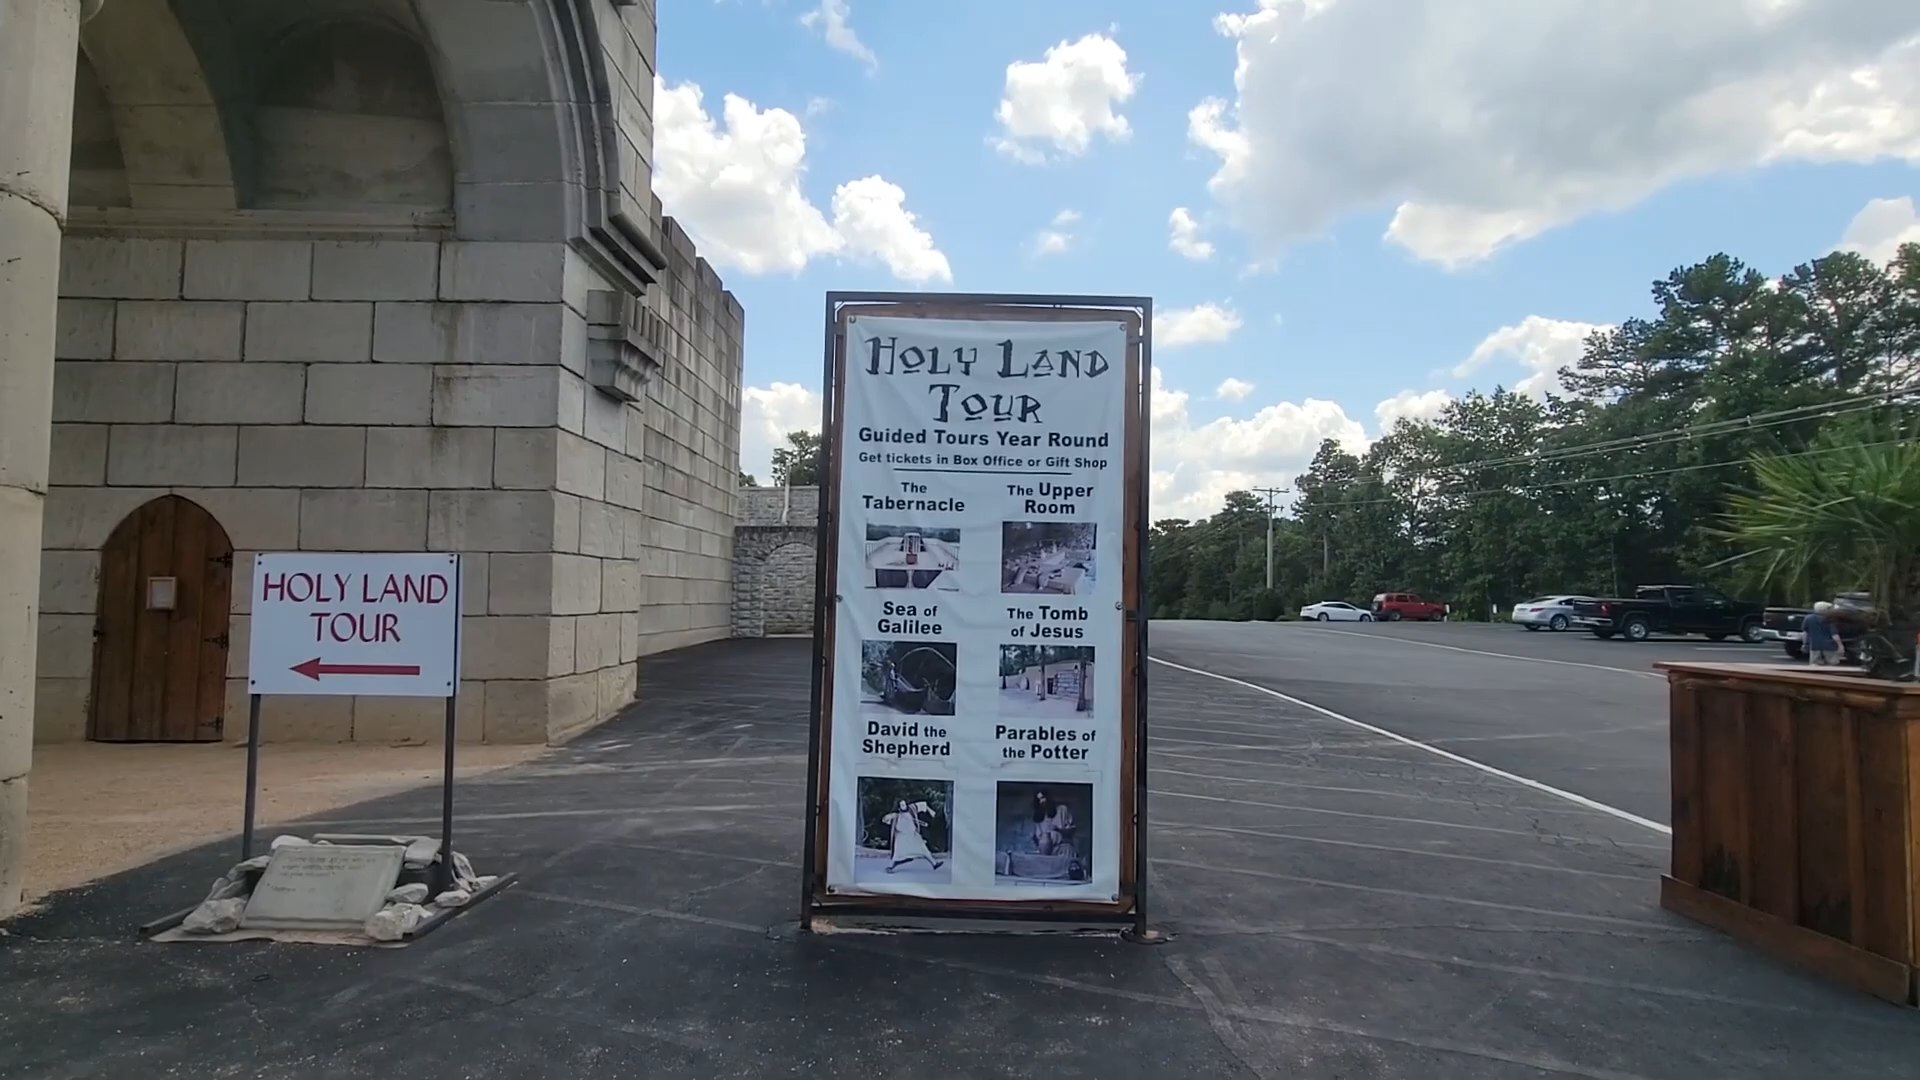 HOLY LAND
TOUR
HOLY LAND
TOUR
Guided Tours Year Round
Get tickets in Box Office or Gift Shop
The
Tabernacle
The Upper
Room
Sea of
Galilee
The Tomb
of Jesus
David the
Shepherd
Parables of
the Potter